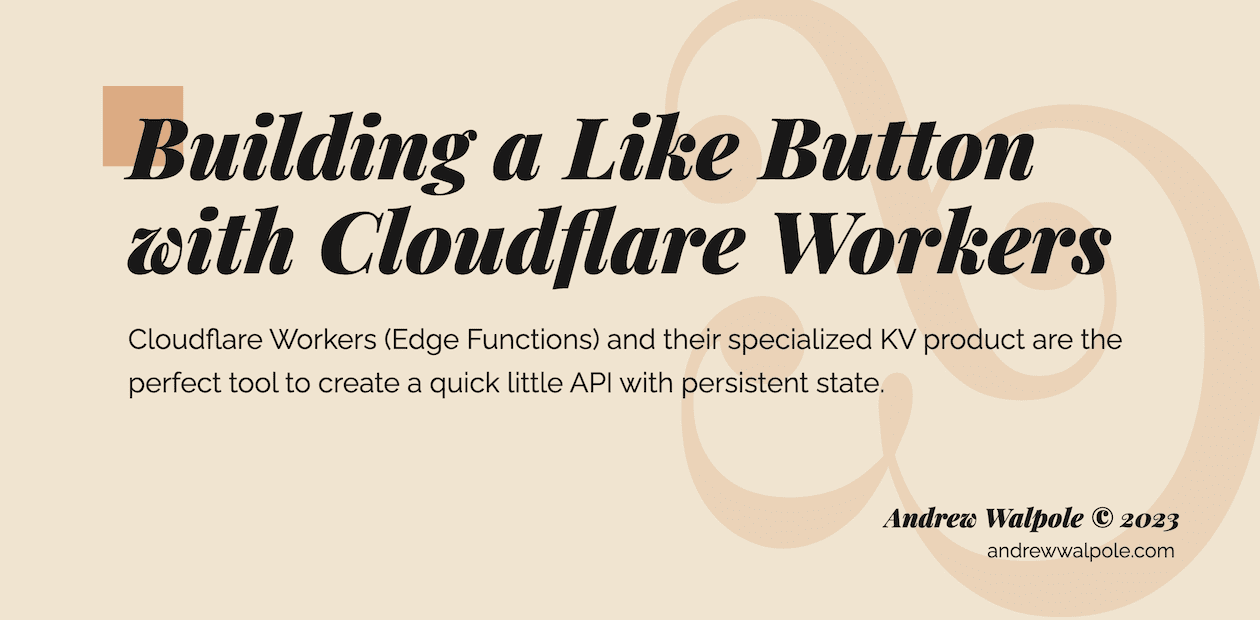 Building a Like Button
with Cloudflare Workers
Cloudflare Workers (Edge Functions) and their specialized KV product are the
perfect tool to create a quick little API with persistent state.
Andrew Walpole © 2023
andrewwalpole.com